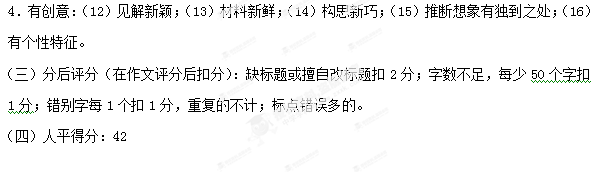 4．有创意：（12）见解新颖；（13）材料新鲜；（14）构思新巧；（15）推断想象有独到之处；（16）
有个性特征。
（三）分后评分（在作文评分后扣分）：缺标题或擅自改标题扣 2 分；字数不足，每少 50 个字扣
1 分；错别字每 1 个扣 1 分，重复的不计；标点错误多的。
（四）人平得分：42